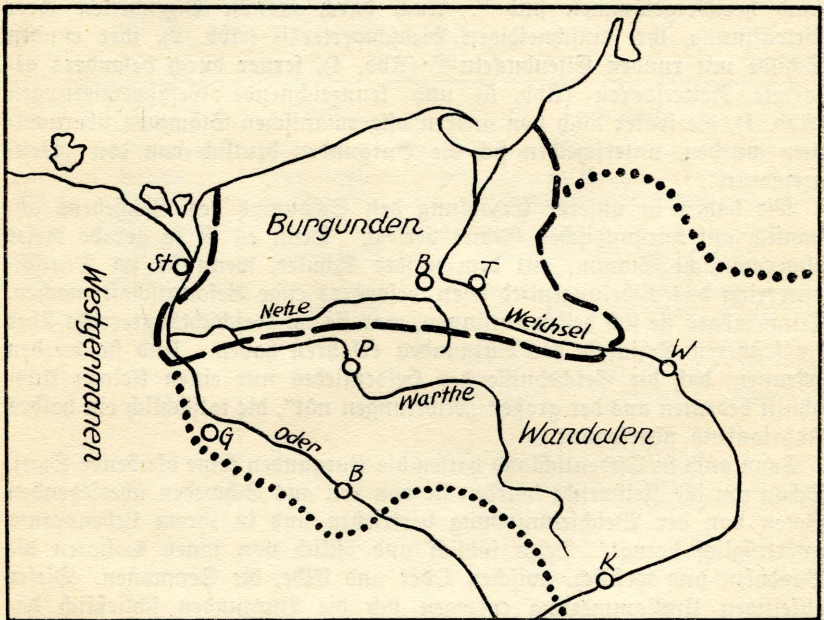 Burgunden
St
B
T
Westgermanen
Netze
Weichsel
P
W
Warthe
G
Oder
Wandalen
B
K